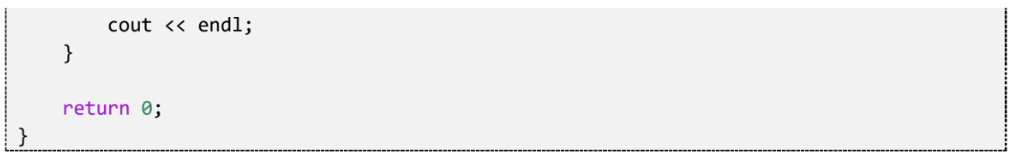 cout << endl;
    }

    return 0;
}